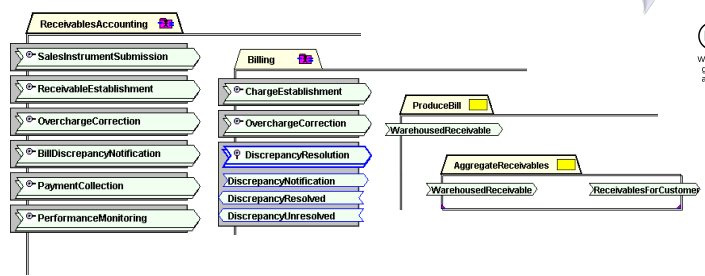 ReceivablesAccounting
SalesInstrumentSubmission
ReceivableEstablishment
OverchargeCorrection
BillDiscrepancyNotification
PaymentCollection
PerformanceMonitoring
Billing
ChargeEstablishment
OverchargeCorrection
DiscrepancyResolution
DiscrepancyNotification
DiscrepancyResolved
DiscrepancyUnresolved
ProduceBill
WarehousedReceivable
AggregateReceivables
WarehousedReceivable
ReceivablesForCustomer